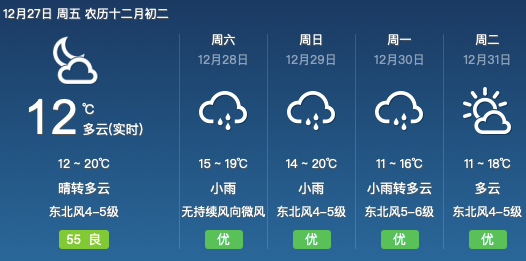 12月27日 周五 农历十二月初二
12 ℃
多云(实时)
12 ~ 20℃
晴转多云
东北风4-5级
55 良
周六
12月28日
15 ~ 19℃
小雨
无持续风向微风
优
周日
12月29日
14 ~ 20℃
小雨
东北风4-5级
优
周一
12月30日
11 ~ 16℃
小雨转多云
东北风5-6级
优
周二
12月31日
11 ~ 18℃
多云
东北风4-5级
优